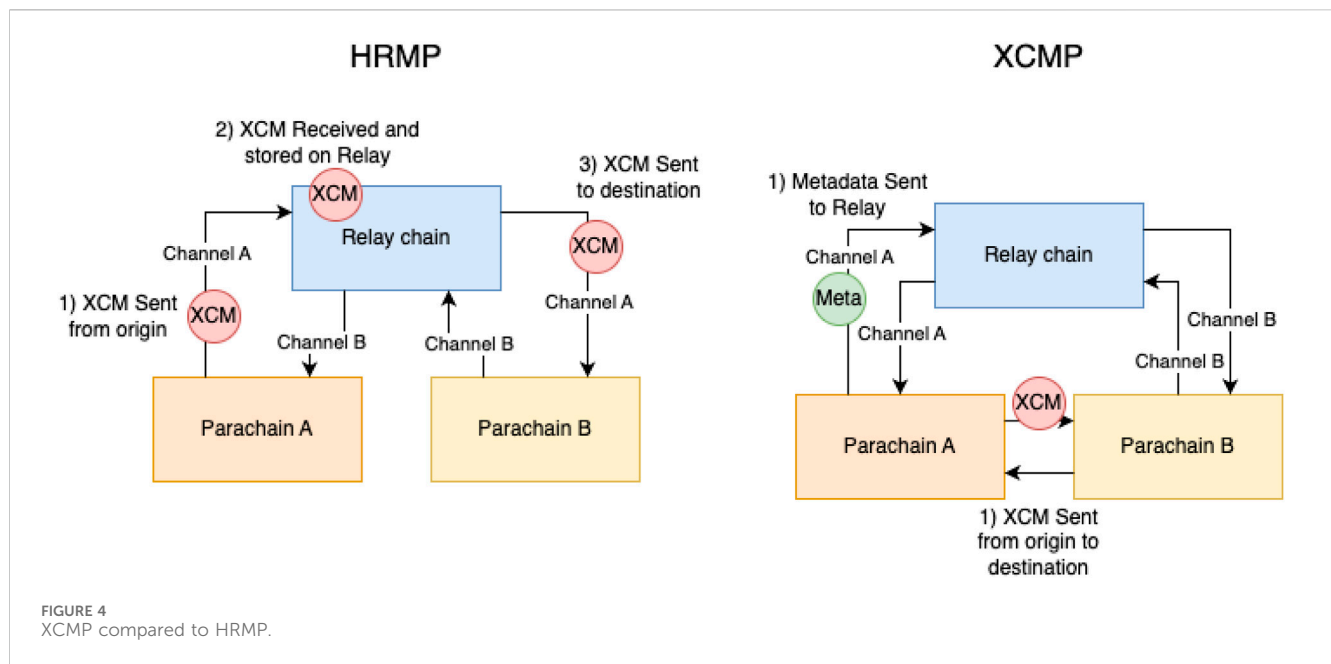 HRMP
2) XCM Received and
stored on Relay
XCM
3) XCM Sent
to destination
Relay chain
XCM
Channel A
1) XCM Sent
from origin
XCM
Channel A
Channel B
Channel B
Parachain A
Parachain B
XCMP
1) Metadata Sent
to Relay
Channel A
Relay chain
Meta
Channel A
Channel B
Channel B
XCM
Parachain A
Parachain B
1) XCM Sent
from origin to
destination
FIGURE 4
XCMP compared to HRMP.